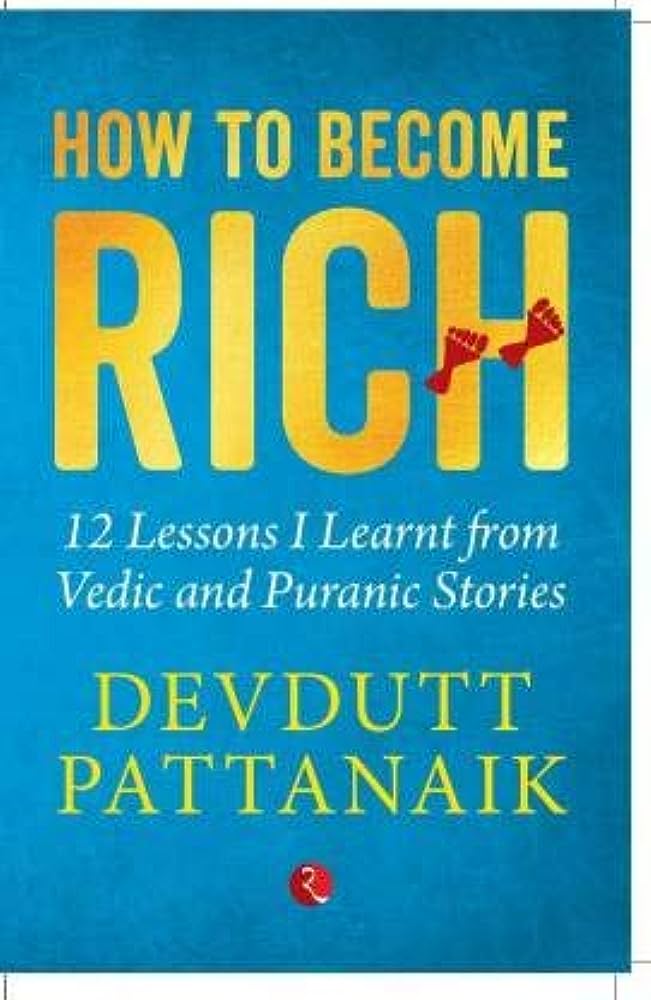 HOW TO BECOME
RICH
12 Lessons I Learnt from
Vedic and Puranic Stories
DEVDUTT
PATTANAIK
र